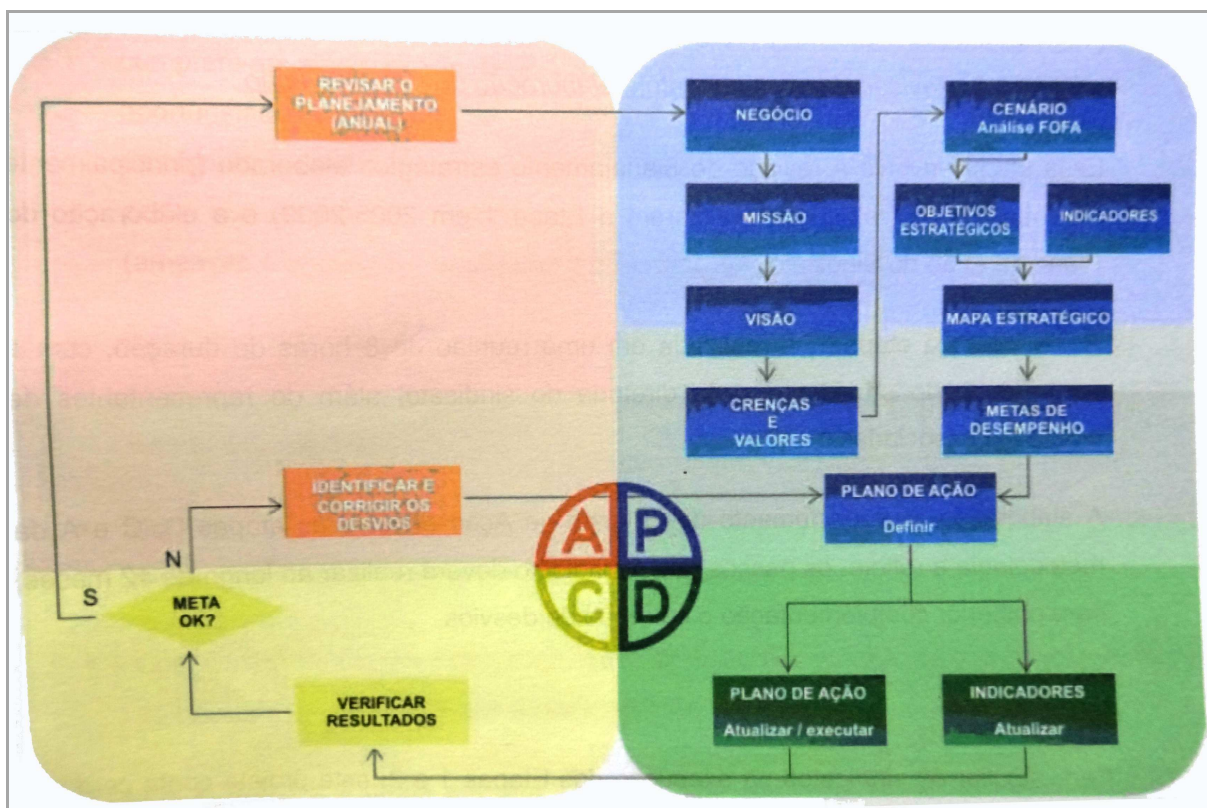 REVISAR O
PLANEJAMENTO
(ANUAL)
NEGÓCIO
CENÁRIO
Análise FOFA
MISSÃO
OBJETIVOS
ESTRATÉGICOS
INDICADORES
VISÃO
MAPA ESTRATÉGICO
CRENÇAS
E
VALORES
METAS DE
DESEMPENHO
IDENTIFICAR E
CORRIGIR OS
DESVIOS
PLANO DE AÇÃO
Definir
A P
C D
N
S
META
OK?
VERIFICAR
RESULTADOS
PLANO DE AÇÃO
Atualizar / executar
INDICADORES
Atualizar